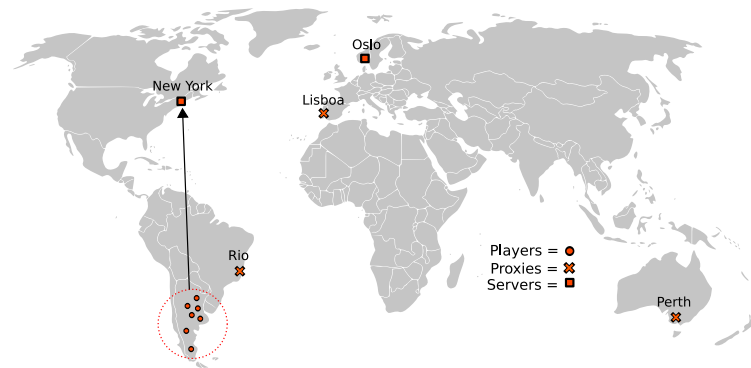 Oslo
New York
Lisboa
Rio
Players =
Proxies =
Servers =
Perth